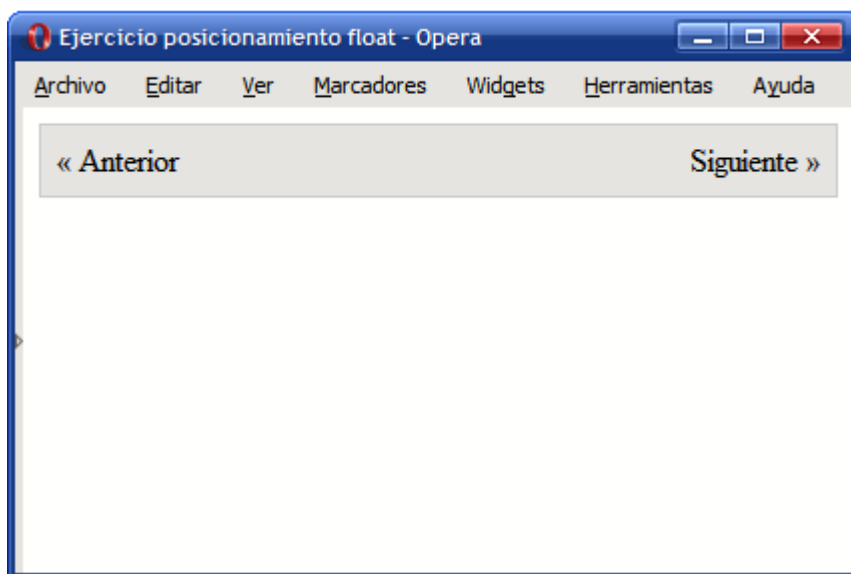 Ejercicio posicionamiento float - Opera
Archivo Editar Ver Marcadores Widgets Herramientas Ayuda
« Anterior Siguiente »